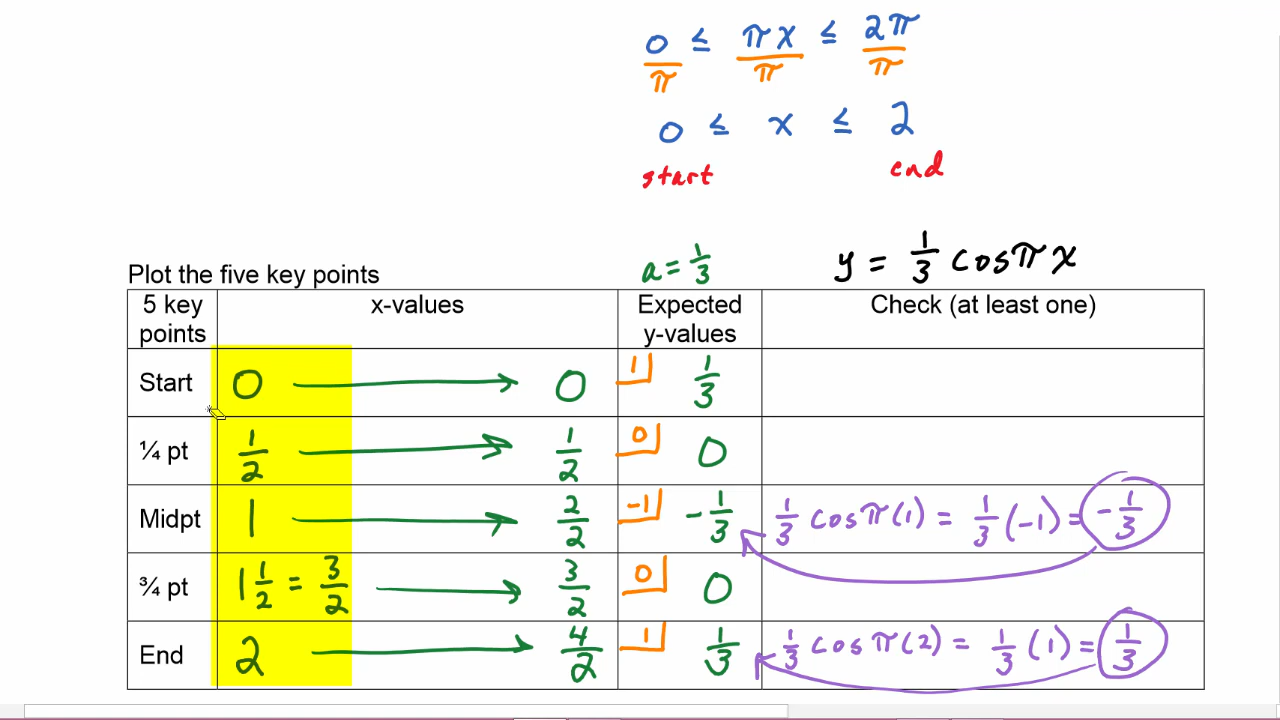 0/π ≤ πx/π ≤ 2π/π
0 ≤ x ≤ 2
start end
a = 1/3 y = 1/3 cos πx
Plot the five key points
5 key points x-values Expected y-values Check (at least one)
Start 0 → 0 1 1/3
¼ pt 1/2 → 1/2 0 0
Midpt 1 → 2/2 -1 -1/3 1/3 cos π(1) = 1/3 (-1) = -1/3
¾ pt 1 1/2 = 3/2 → 3/2 0 0
End 2 → 4/2 1 1/3 1/3 cos π(2) = 1/3 (1) = 1/3